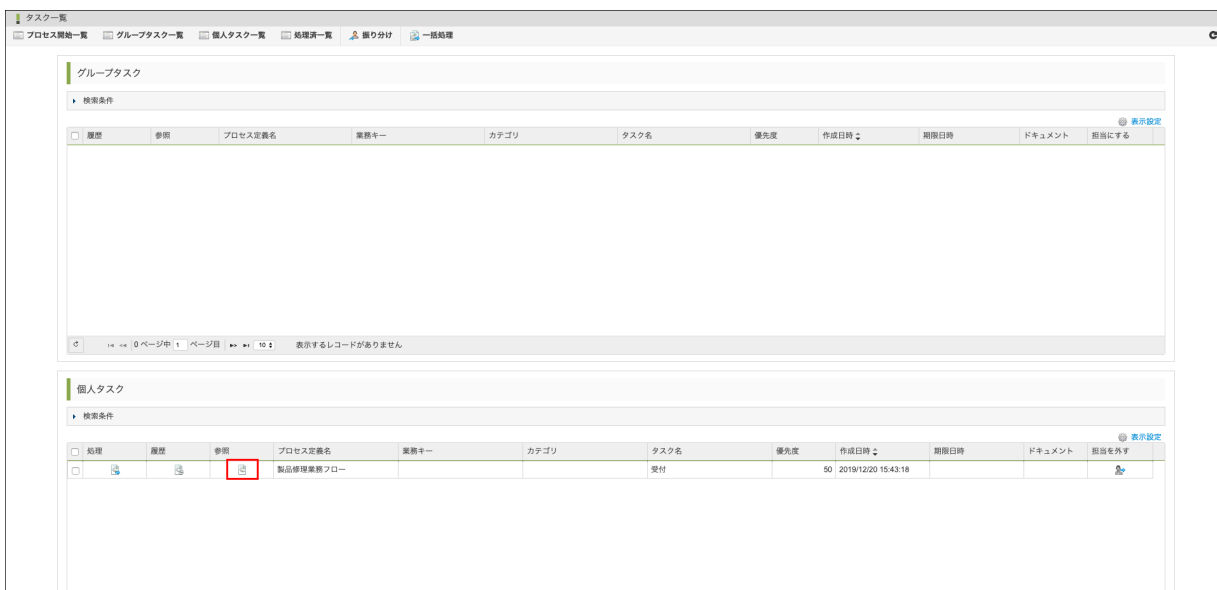 タスク一覧
プロセス開始一覧 グループタスク一覧 個人タスク一覧 処理済一覧 振り分け 一括処理
グループタスク
検索条件
表示設定
履歴 参照 プロセス定義名 業務キー カテゴリ タスク名 優先度 作成日時 期限日時 ドキュメント 担当にする
0 ページ中 1 ページ目 10 表示するレコードがありません
個人タスク
検索条件
表示設定
処理 履歴 参照 プロセス定義名 業務キー カテゴリ タスク名 優先度 作成日時 期限日時 ドキュメント 担当を外す
製品修理業務フロー 受付 50 2019/12/20 15:43:18